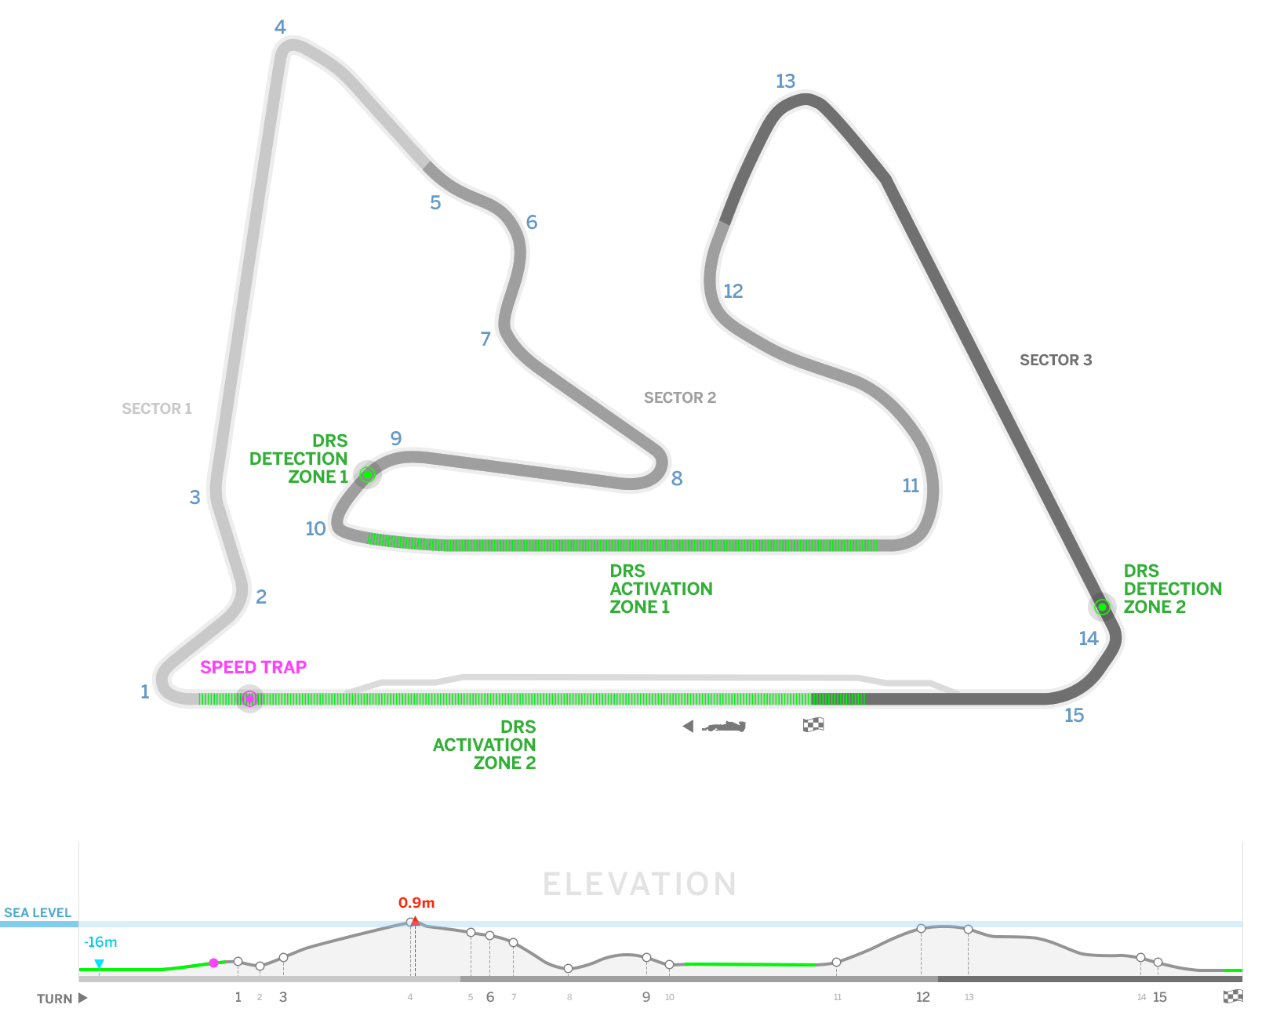 4
13
5
6
12
7
SECTOR 3
SECTOR 2
SECTOR 1
DRS
DETECTION
ZONE 1
9
8
11
3
10
DRS
ACTIVATION
ZONE 1
DRS
DETECTION
ZONE 2
2
14
SPEED TRAP
1
15
DRS
ACTIVATION
ZONE 2
ELEVATION
0.9m
SEA LEVEL
-16m
TURN 1 2 3 4 5 6 7 8 9 10 11 12 13 14 15